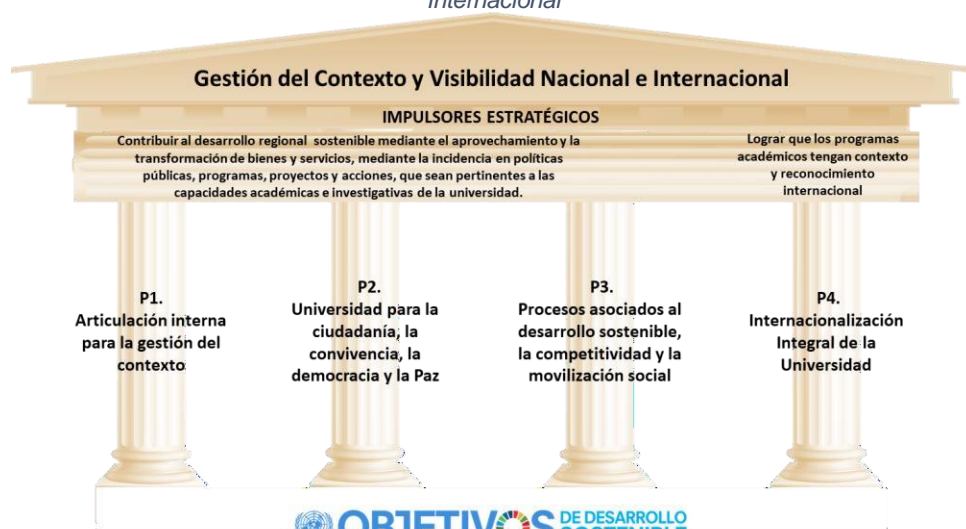 Internacional
Gestión del Contexto y Visibilidad Nacional e Internacional
IMPULSORES ESTRATÉGICOS
Contribuir al desarrollo regional sostenible mediante el aprovechamiento y la
transformación de bienes y servicios, mediante la incidencia en políticas
públicas, programas, proyectos y acciones, que sean pertinentes a las
capacidades académicas e investigativas de la universidad.
Lograr que los programas
académicos tengan contexto
y reconocimiento
internacional
P1.
Articulación interna
para la gestión del
contexto
P2.
Universidad para la
ciudadanía, la
convivencia, la
democracia y la Paz
P3.
Procesos asociados al
desarrollo sostenible,
la competitividad y la
movilización social
P4.
Internacionalización
Integral de la
Universidad
OBJETIVOS DE DESARROLLO
SOSTENIBLE